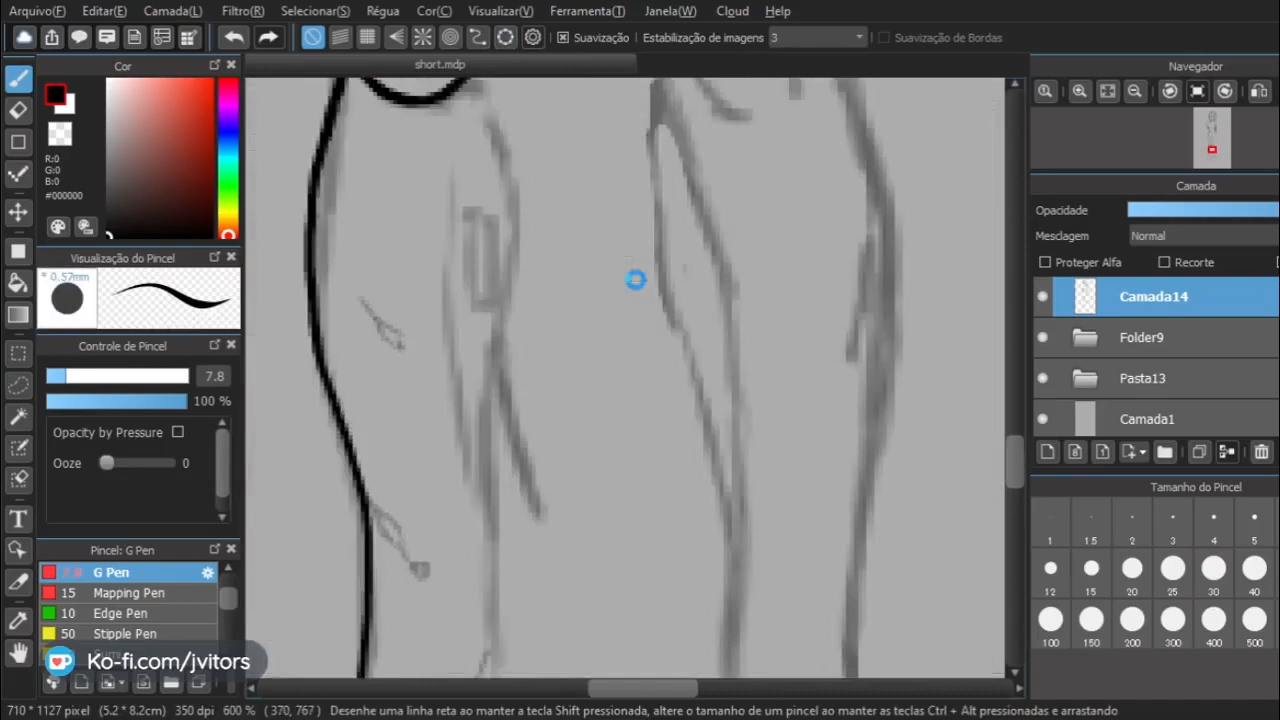 Arquivo(F) Editar(E) Camada(L) Filtro(R) Selecionar(S) Régua Cor(C) Visualizar(V) Ferramenta(T) Janela(W) Cloud Help
Suavização Estabilização de imagens 3 Suavização de Bordas
Cor
R:0
G:0
B:0
#000000
Visualização do Pincel
* 0.57mm
Controle de Pincel
7.8
100 %
Opacity by Pressure
Ooze 0
Pincel: G Pen
7.8 G Pen
15 Mapping Pen
10 Edge Pen
50 Stipple Pen
Ko-fi.com/jvitors
short.mdp
Navegador
Camada
Opacidade
Mesclagem Normal
Proteger Alfa Recorte
Camada14
Folder9
Pasta13
Camada1
Tamanho do Pincel
1 1.5 2 3 4 5
12 15 20 25 30 40
100 150 200 300 400 500
710 * 1127 pixel (5.2 * 8.2cm) 350 dpi 600 % ( 370, 767 ) Desenhe uma linha reta ao manter a tecla Shift pressionada, altere o tamanho de um pincel ao manter as teclas Ctrl + Alt pressionadas e arrastando